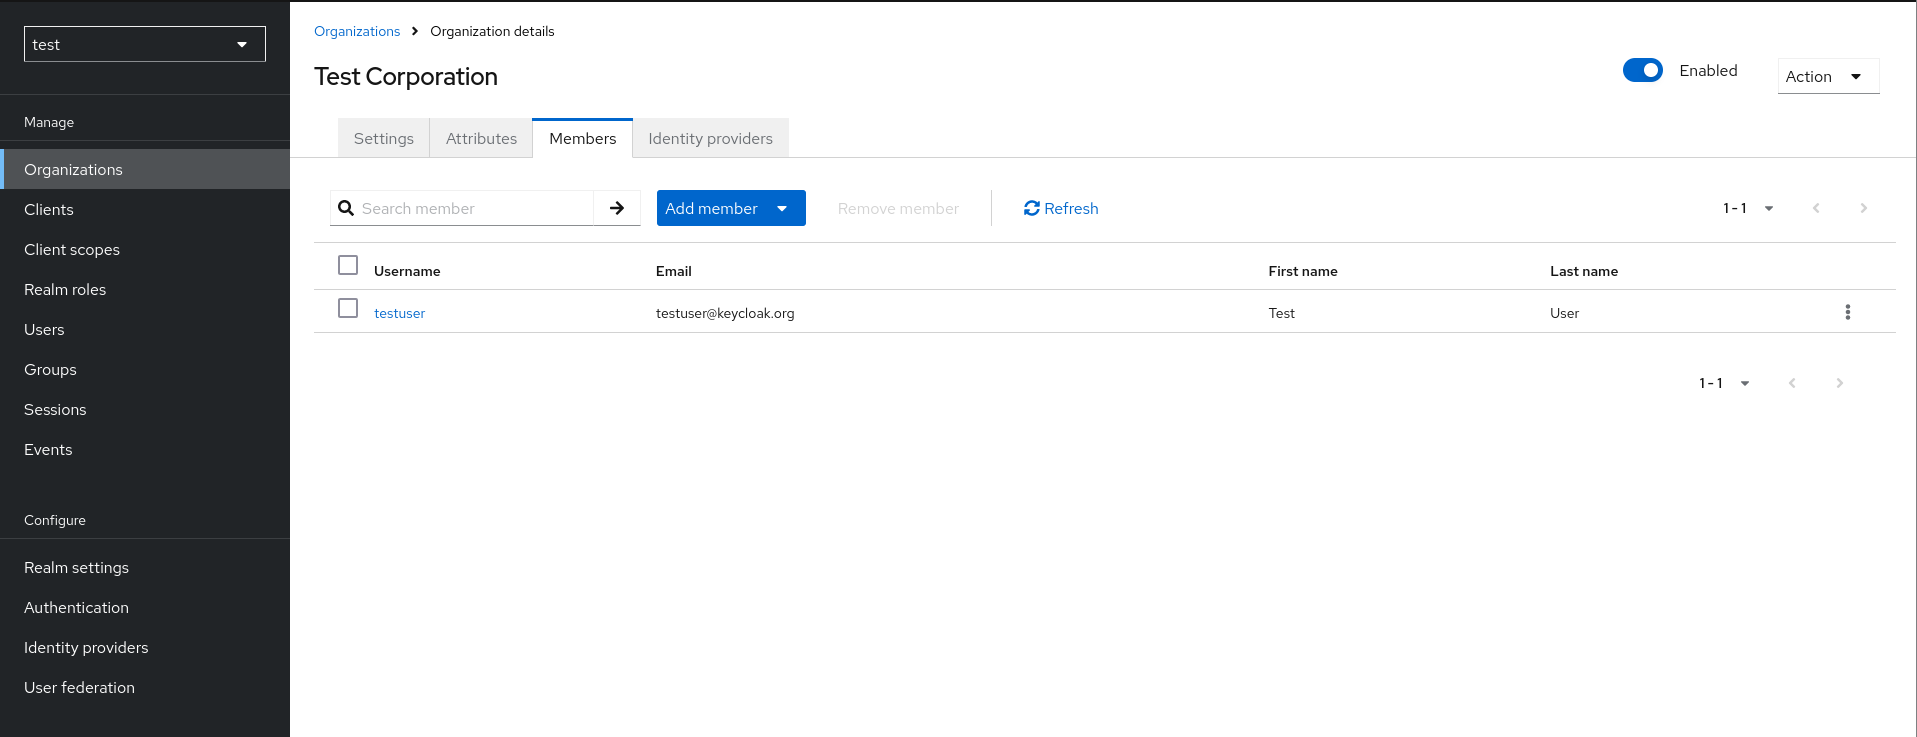 test
Manage
Organizations
Clients
Client scopes
Realm roles
Users
Groups
Sessions
Events
Configure
Realm settings
Authentication
Identity providers
User federation
Organizations > Organization details
Test Corporation
Enabled
Action
Settings Attributes Members Identity providers
Search member Add member Remove member Refresh 1 - 1
Username Email First name Last name
testuser testuser@keycloak.org Test User
1 - 1